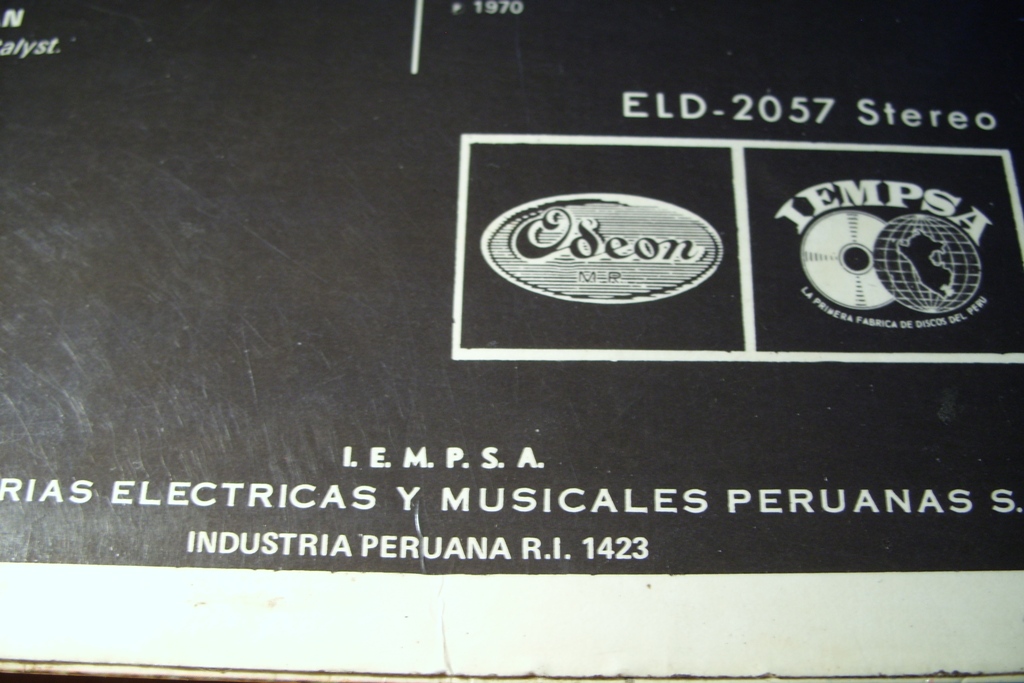 N
alyst.
℗ 1970
ELD-2057 Stereo
Odeon
M.R.
IEMPSA
LA PRIMERA FABRICA DE DISCOS DEL PERU
I. E. M. P. S. A.
RIAS ELECTRICAS Y MUSICALES PERUANAS S.
INDUSTRIA PERUANA R.I. 1423